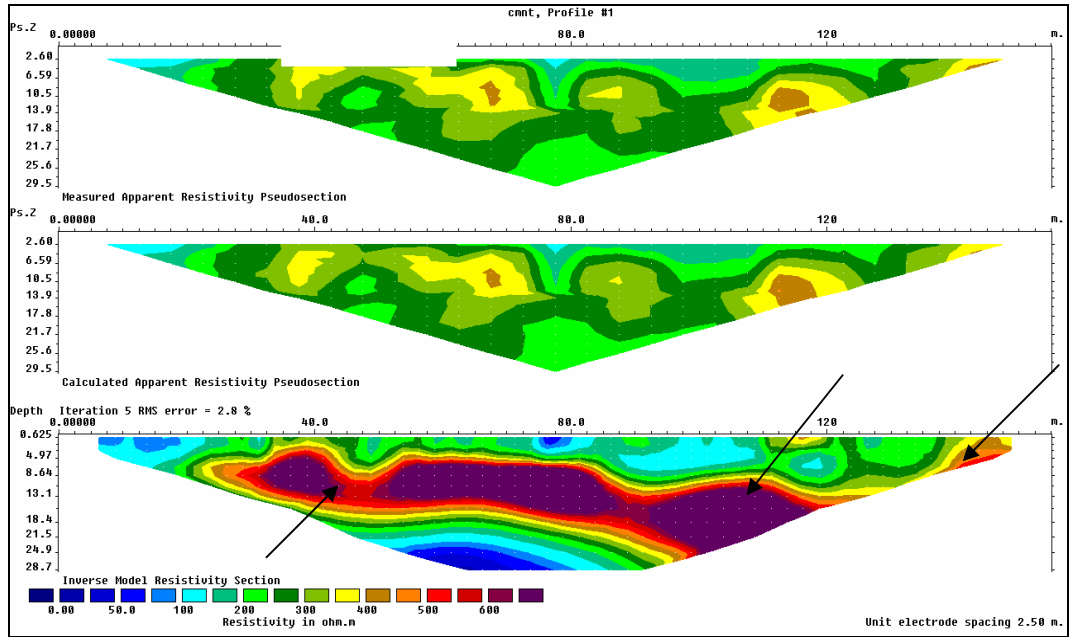 cmnt, Profile #1
Ps.Z 0.00000 80.0 120 m.
2.60
6.59
10.5
13.9
17.8
21.7
25.6
29.5
Measured Apparent Resistivity Pseudosection
Ps.Z 0.00000 40.0 80.0 120 m.
2.60
6.59
10.5
13.9
17.8
21.7
25.6
29.5
Calculated Apparent Resistivity Pseudosection
Depth Iteration 5 RMS error = 2.8 %
0.00000 40.0 80.0 120 m.
0.625
4.97
8.64
13.1
18.4
21.5
24.9
28.7
Inverse Model Resistivity Section
0.00 50.0 100 200 300 400 500 600
Resistivity in ohm.m Unit electrode spacing 2.50 m.